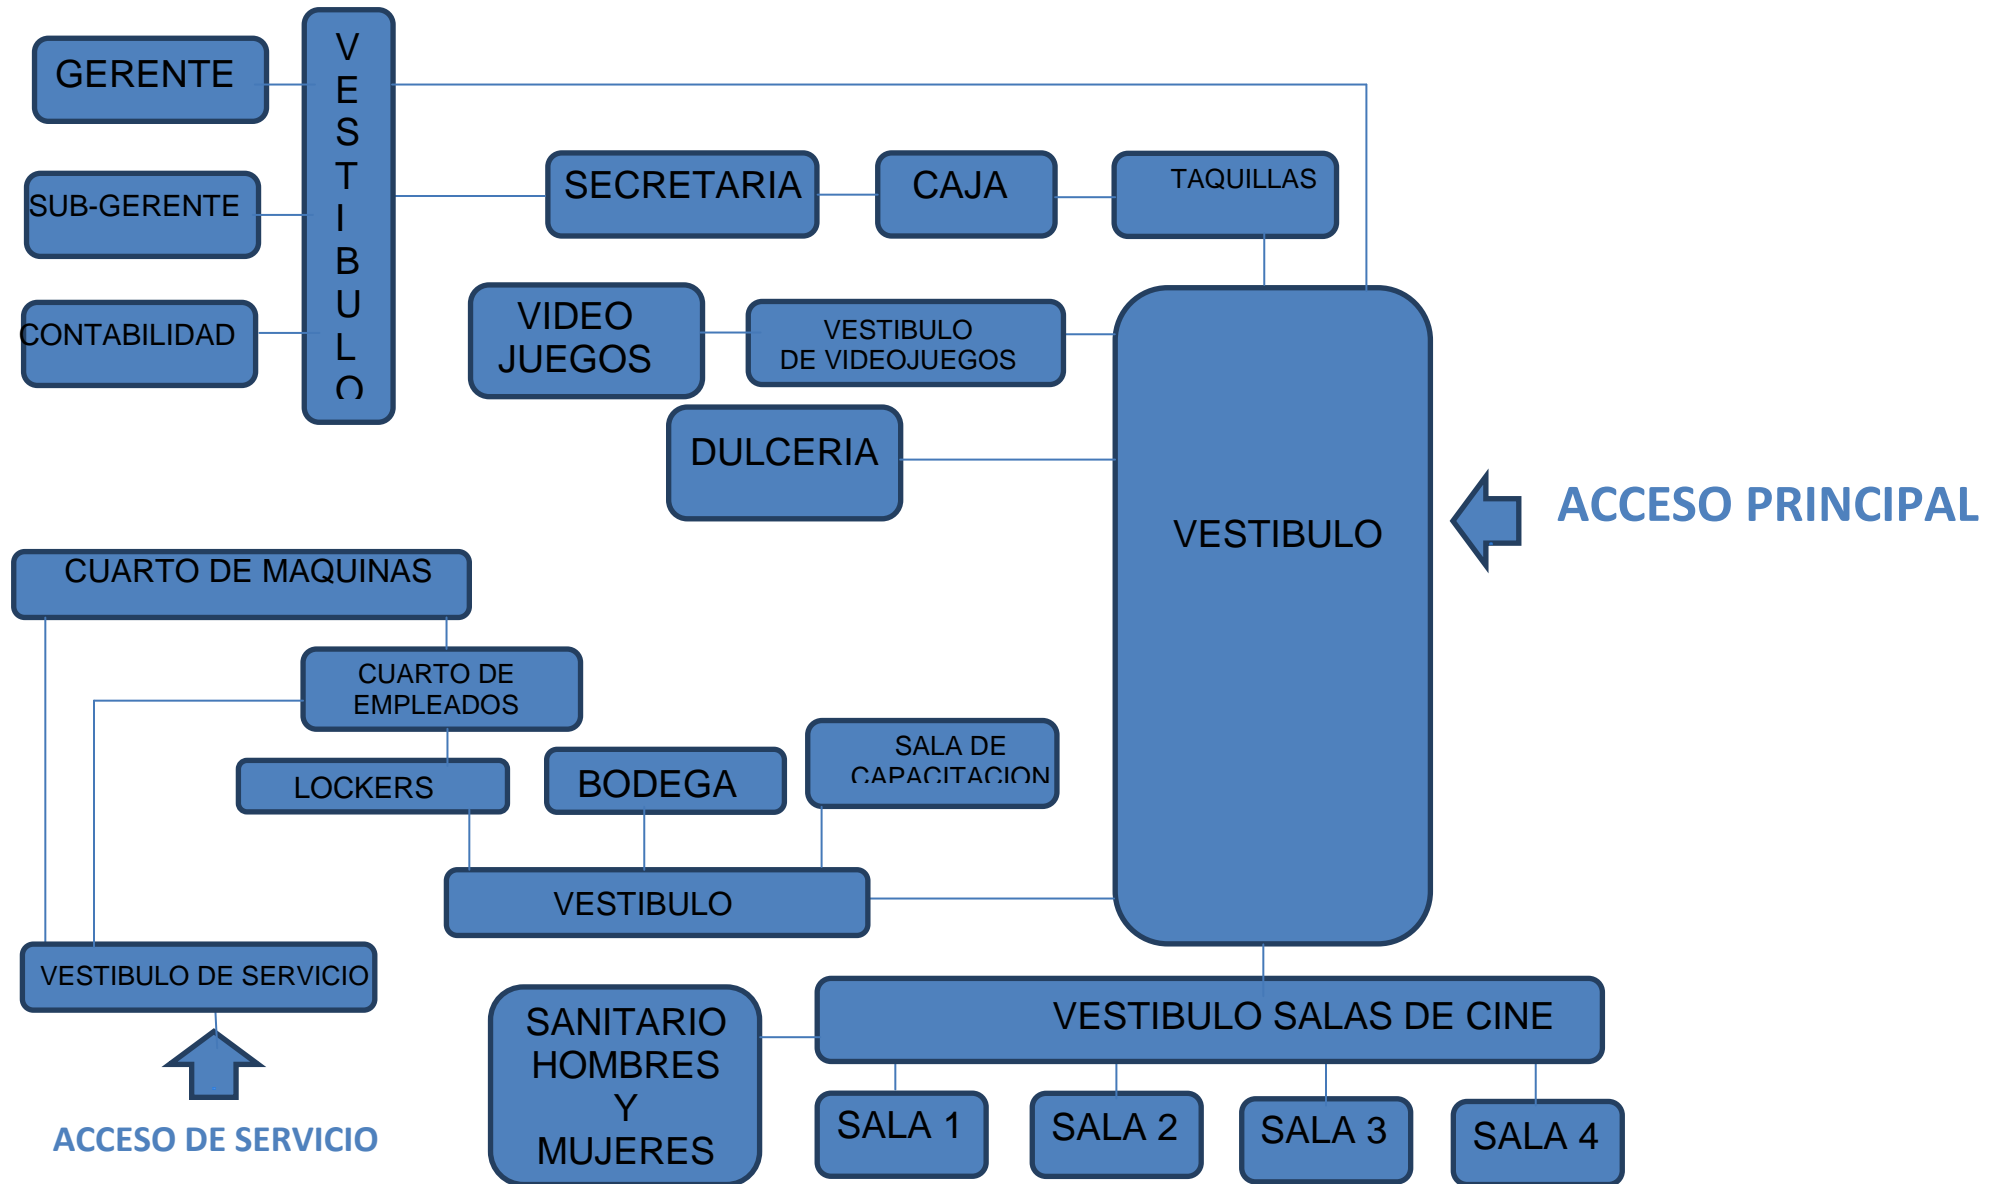 GERENTE
V
E
S
T
I
B
U
L
O
SUB-GERENTE
CONTABILIDAD
SECRETARIA
CAJA
TAQUILLAS
VIDEO
JUEGOS
VESTIBULO
DE VIDEOJUEGOS
DULCERIA
VESTIBULO
ACCESO PRINCIPAL
CUARTO DE MAQUINAS
CUARTO DE
EMPLEADOS
LOCKERS
BODEGA
SALA DE
CAPACITACION
VESTIBULO
VESTIBULO DE SERVICIO
ACCESO DE SERVICIO
SANITARIO
HOMBRES
Y
MUJERES
VESTIBULO SALAS DE CINE
SALA 1
SALA 2
SALA 3
SALA 4